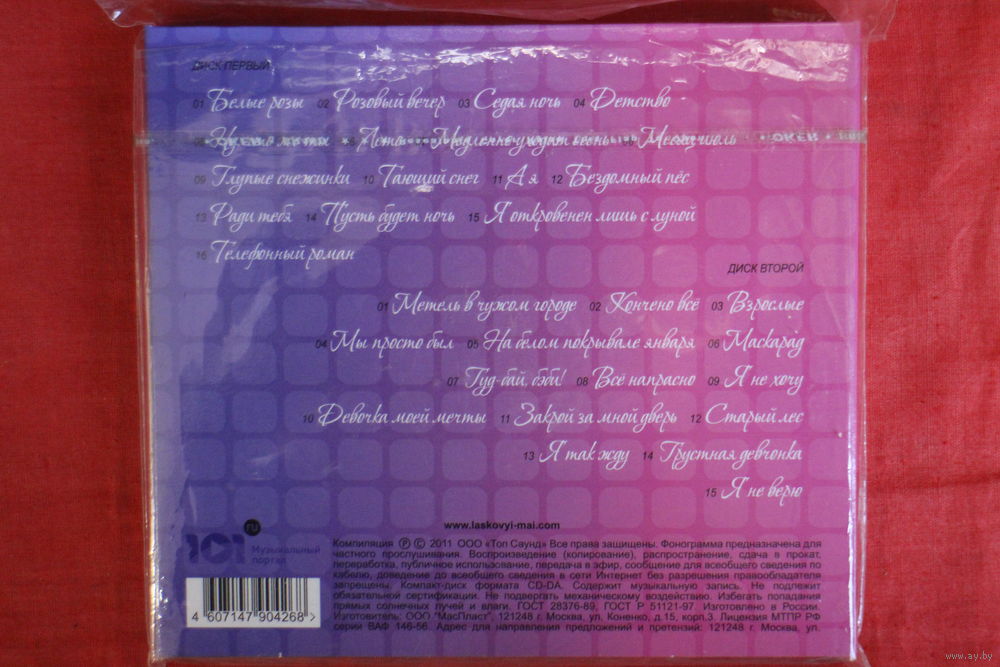 ДИСК ПЕРВЫЙ
01 Белые розы 02 Розовый вечер 03 Седая ночь 04 Детство
Лето Медленно уходит осень
09 Глупые снежинки 10 Тающий снег 11 А я 12 Бездомный пёс
13 Ради тебя 14 Пусть будет ночь 15 Я откровенен лишь с луной
16 Телефонный роман
ДИСК ВТОРОЙ
01 Метель в чужом городе 02 Кончено всё 03 Взрослые
04 Мы просто был 05 На белом покрывале января 06 Маскарад
07 Гуд-бай, бэби! 08 Всё напрасно 09 Я не хочу
10 Девочка моей мечты 11 Закрой за мной дверь 12 Старый лес
13 Я так жду 14 Грустная девчонка
15 Я не верю
www.laskovyi-mai.com
101 ru
Музыкальный
портал
Компиляция Ⓟ © 2011 ООО «Топ Саунд» Все права защищены. Фонограмма предназначена для
частного прослушивания. Воспроизведение (копирование), распространение, сдача в прокат,
переработка, публичное использование, передача в эфир, сообщение для всеобщего сведения по
кабелю, доведение до всеобщего сведения в сети Интернет без разрешения правообладателя
запрещены. Компакт-диск формата CD-DA. Содержит музыкальную запись. Не подлежит
обязательной сертификации. Не подвергать механическому воздействию. Избегать попадания
прямых солнечных лучей и влаги. ГОСТ 28376-89, ГОСТ Р 51121-97. Изготовлено в России.
Изготовитель: ООО "МасПласт", 121248 г. Москва, ул. Коненко, д.15, корп.3. Лицензия МТПР РФ
серии ВАФ 146-56. Адрес для направления предложений и претензий: 121248 г. Москва, ул.
4 607147 904268 >
www.ay.by